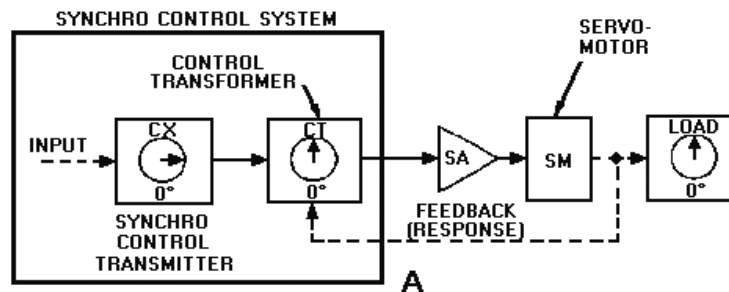 SYNCHRO CONTROL SYSTEM
SERVO-
MOTOR
CONTROL
TRANSFORMER
INPUT
CX
0°
CT
0°
SA
SM
LOAD
0°
SYNCHRO
CONTROL
TRANSMITTER
FEEDBACK
(RESPONSE)
A